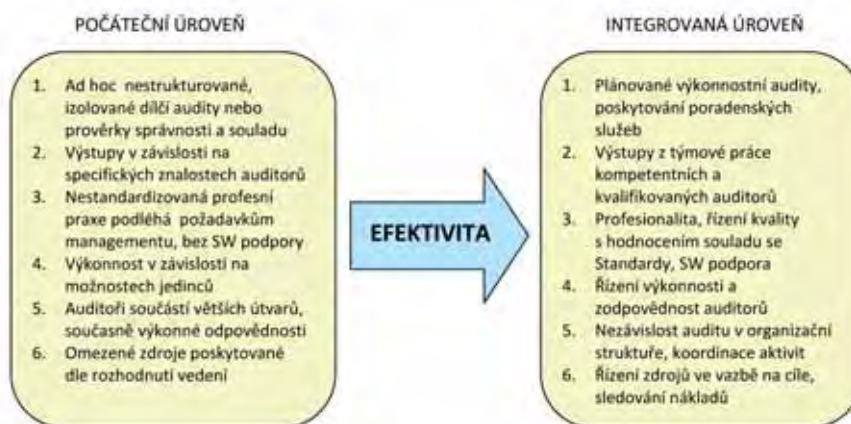 POČÁTEČNÍ ÚROVEŇ
1. Ad hoc nestrukturované,
izolované dílčí audity nebo
prověrky správnosti a souladu
2. Výstupy v závislosti na
specifických znalostech auditorů
3. Nestandardizovaná profesní
praxe podléhá požadavkům
managementu, bez SW podpory
4. Výkonnost v závislosti na
možnostech jedinců
5. Auditoři součástí větších útvarů,
současně výkonné odpovědnosti
6. Omezené zdroje poskytované
dle rozhodnutí vedení
EFEKTIVITA
INTEGROVANÁ ÚROVEŇ
1. Plánované výkonnostní audity,
poskytování poradenských
služeb
2. Výstupy z týmové práce
kompetentních a
kvalifikovaných auditorů
3. Profesionalita, řízení kvality
s hodnocením souladu se
Standardy, SW podpora
4. Řízení výkonnosti a
zodpovědnost auditorů
5. Nezávislost auditu v organizační
struktuře, koordinace aktivit
6. Řízení zdrojů ve vazbě na cíle,
sledování nákladů